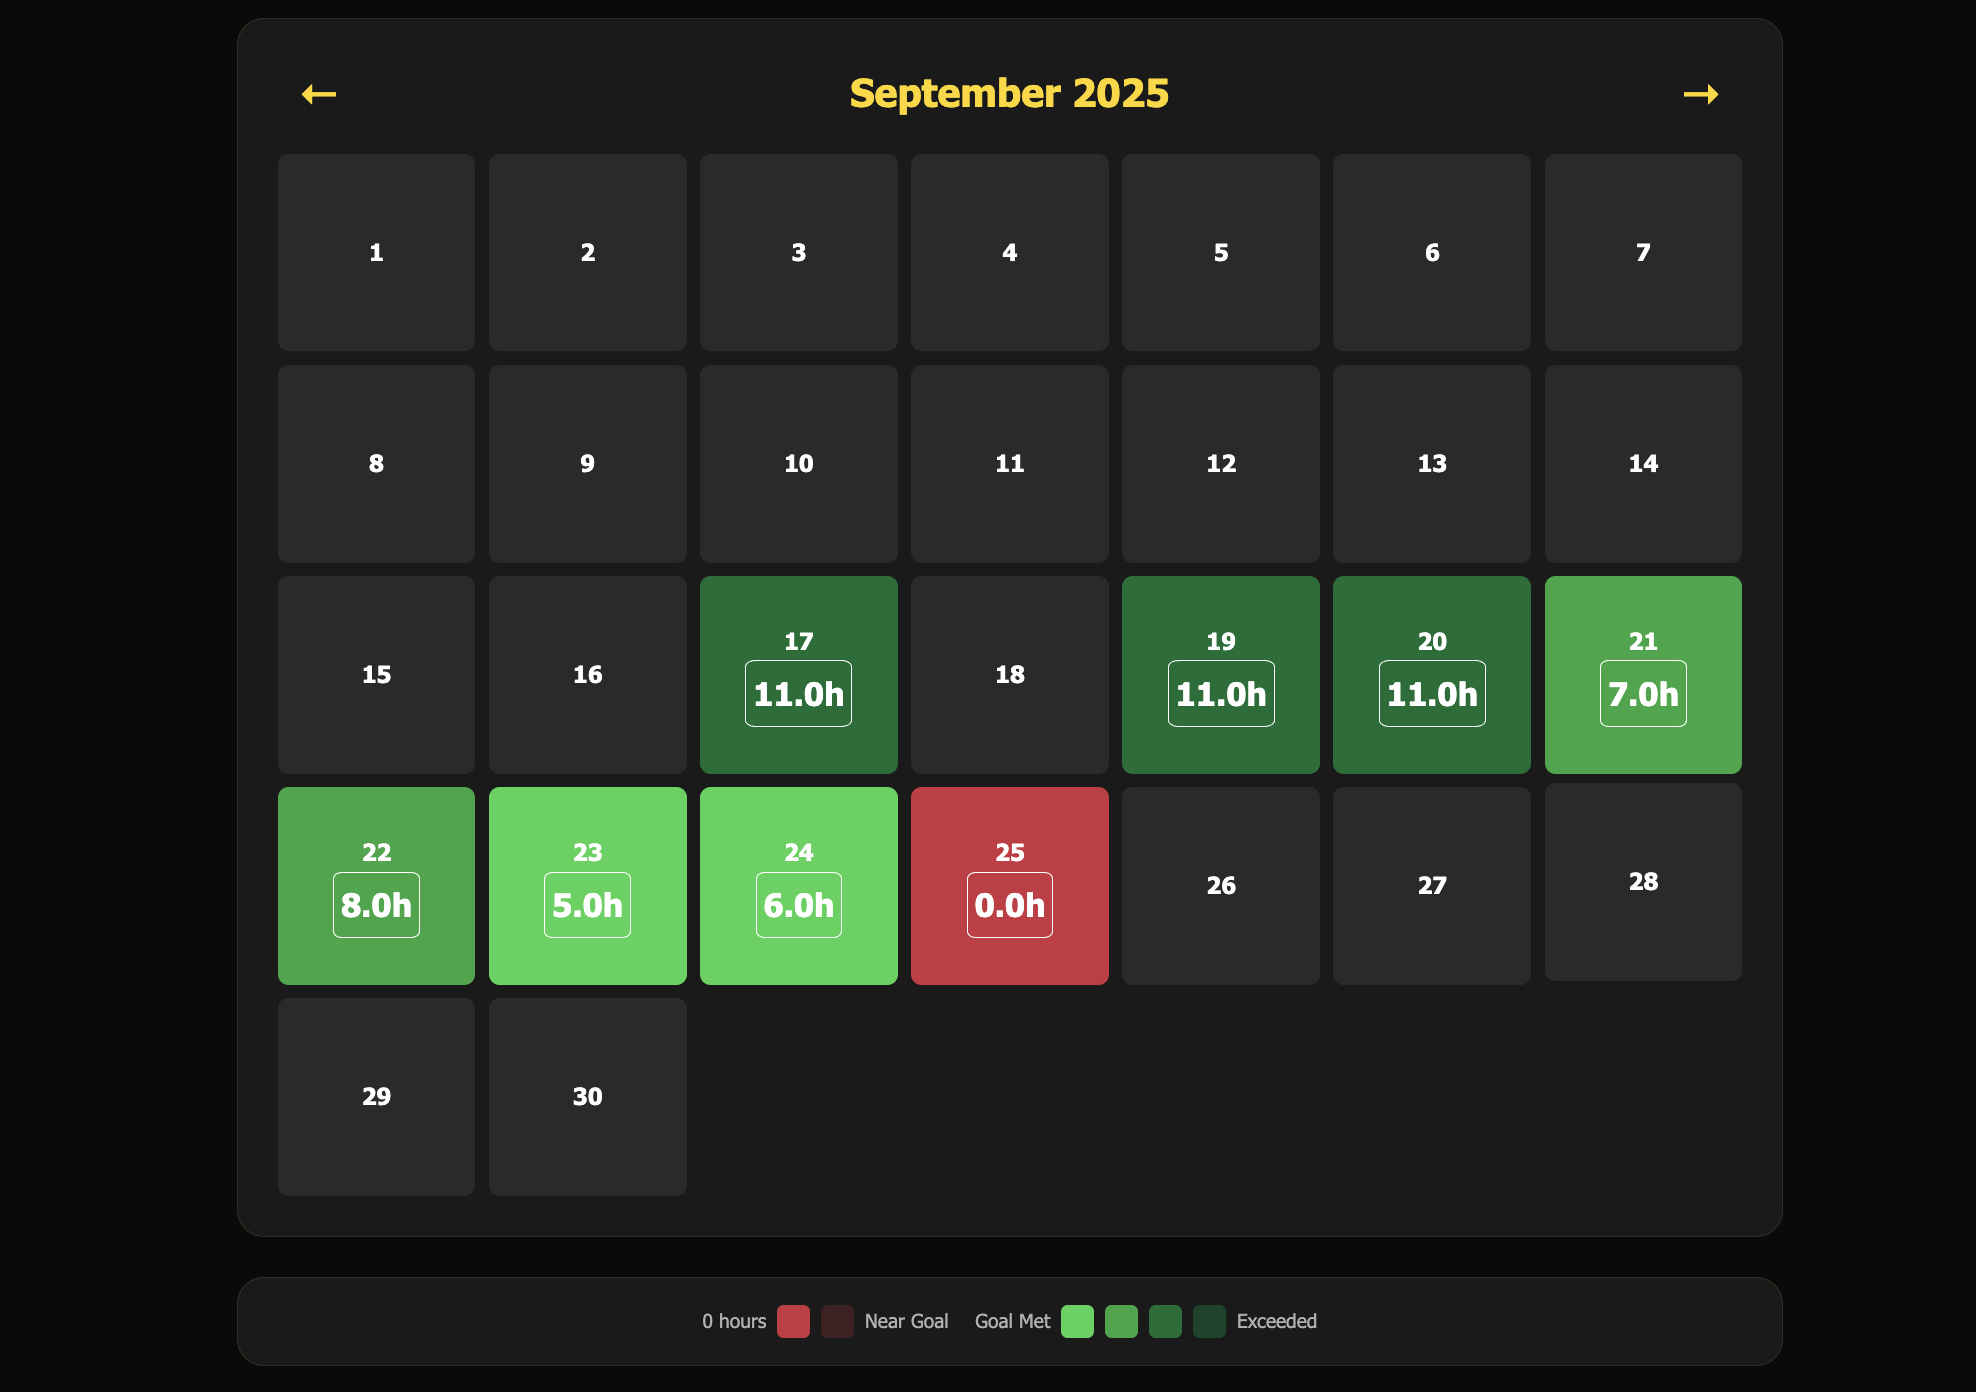 ← September 2025 →
1 2 3 4 5 6 7
8 9 10 11 12 13 14
15 16 17 18 19 20 21
11.0h 11.0h 11.0h 7.0h
22 23 24 25 26 27 28
8.0h 5.0h 6.0h 0.0h
29 30
0 hours Near Goal Goal Met Exceeded